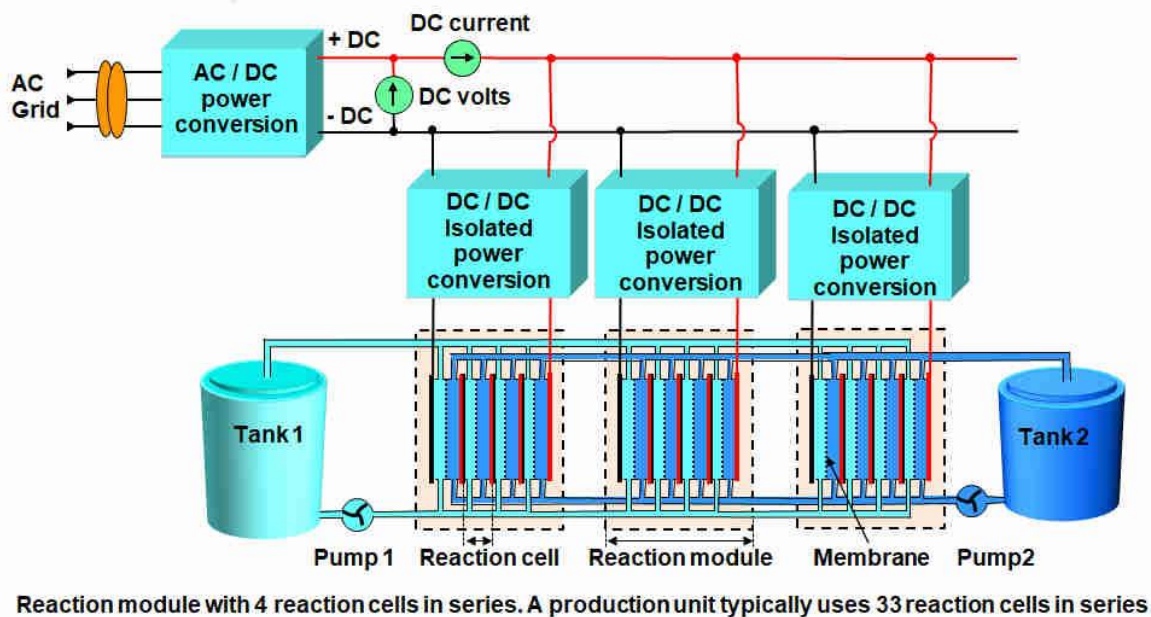 DC current
+ DC
AC / DC
power
conversion
AC
Grid
DC volts
- DC
DC / DC
Isolated
power
conversion
DC / DC
Isolated
power
conversion
DC / DC
Isolated
power
conversion
Tank 1
Tank 2
Pump 1
Reaction cell
Reaction module
Membrane
Pump2
Reaction module with 4 reaction cells in series. A production unit typically uses 33 reaction cells in series